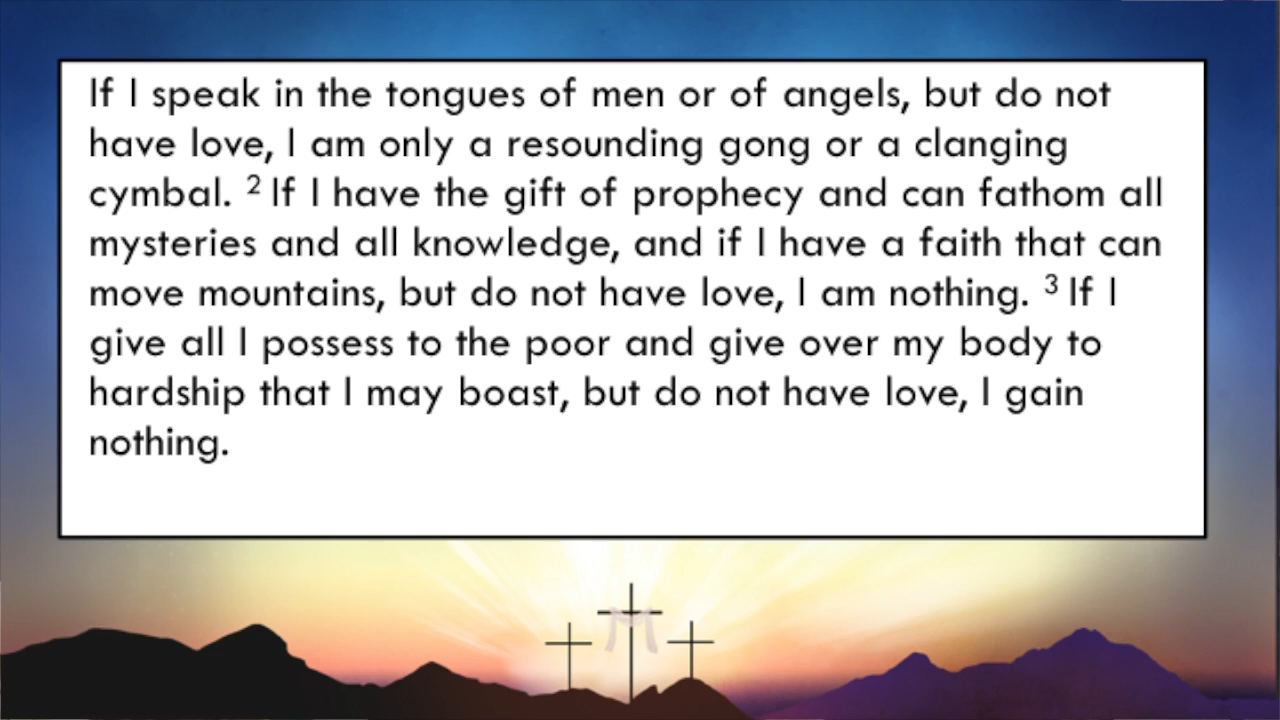 If I speak in the tongues of men or of angels, but do not
have love, I am only a resounding gong or a clanging
cymbal. ² If I have the gift of prophecy and can fathom all
mysteries and all knowledge, and if I have a faith that can
move mountains, but do not have love, I am nothing. ³ If I
give all I possess to the poor and give over my body to
hardship that I may boast, but do not have love, I gain
nothing.